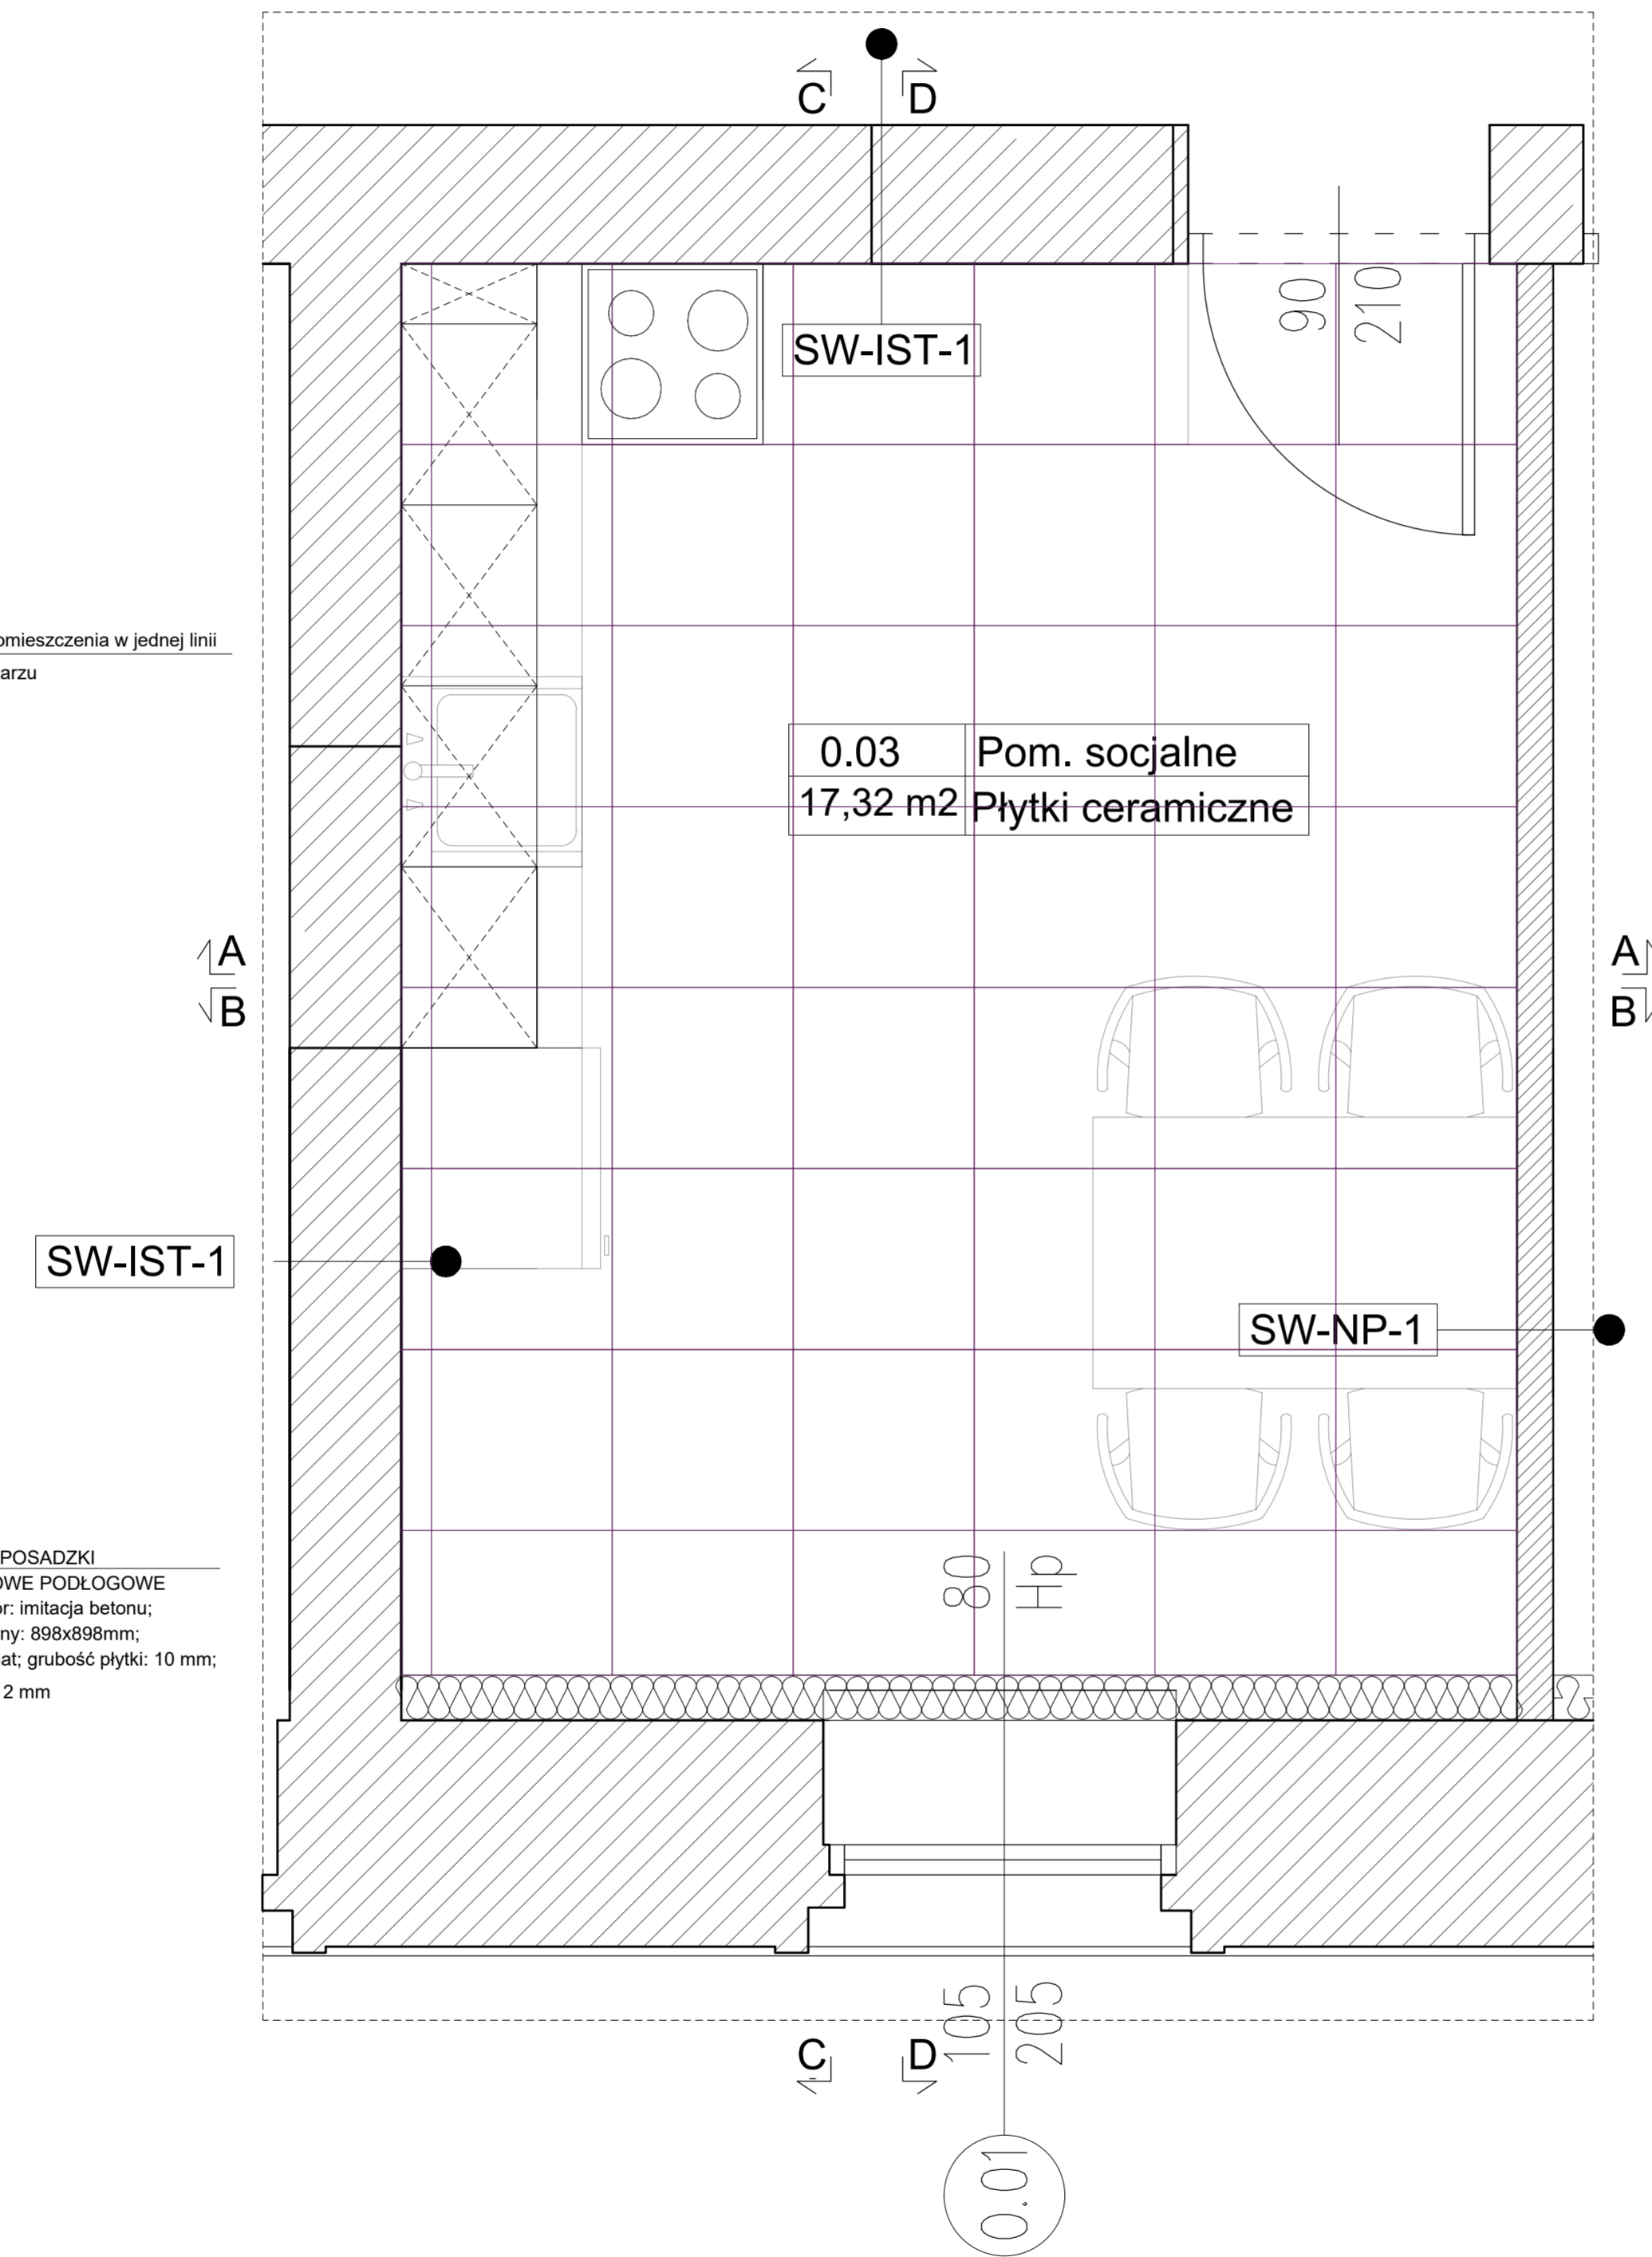 C D
SW-IST-1
90
210
omieszczenia w jednej linii
arzu
0.03 Pom. socjalne
17,32 m2 Płytki ceramiczne
A
B
A
B
SW-IST-1
SW-NP-1
POSADZKI
OWE PODŁOGOWE
or: imitacja betonu;
ny: 898x898mm;
at; grubość płytki: 10 mm;
2 mm
80
Hp
105
205
C D
0.01